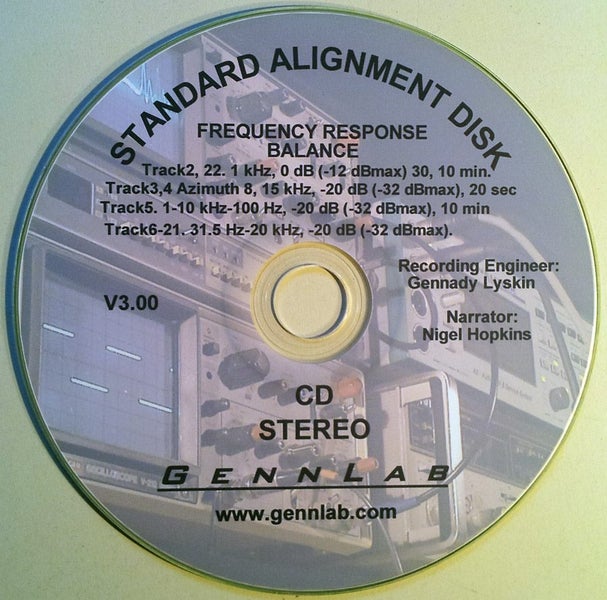 STANDARD ALIGNMENT DISK
FREQUENCY RESPONSE
BALANCE
Track2, 22. 1 kHz, 0 dB (-12 dBmax) 30, 10 min.
Track3,4 Azimuth 8, 15 kHz, -20 dB (-32 dBmax), 20 sec
Track5. 1-10 kHz-100 Hz, -20 dB (-32 dBmax), 10 min
Track6-21. 31.5 Hz-20 kHz, -20 dB (-32 dBmax).
Recording Engineer:
Gennady Lyskin
V3.00
Narrator:
Nigel Hopkins
CD
STEREO
OSCILLOSCOPE
GENNLAB
www.gennlab.com